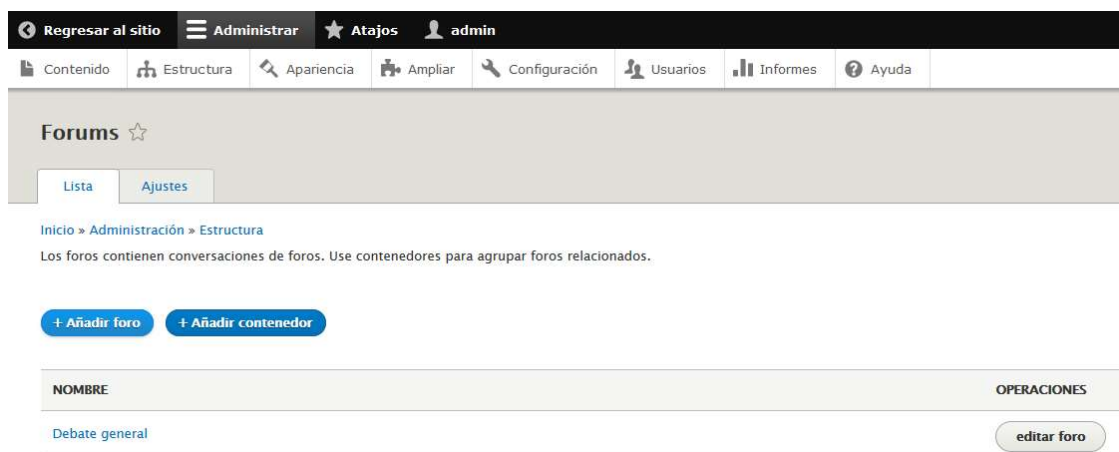 Regresar al sitio Administrar Atajos admin
Contenido Estructura Apariencia Ampliar Configuración Usuarios Informes Ayuda
Forums
Lista Ajustes
Inicio » Administración » Estructura
Los foros contienen conversaciones de foros. Use contenedores para agrupar foros relacionados.
+ Añadir foro + Añadir contenedor
NOMBRE OPERACIONES
Debate general editar foro